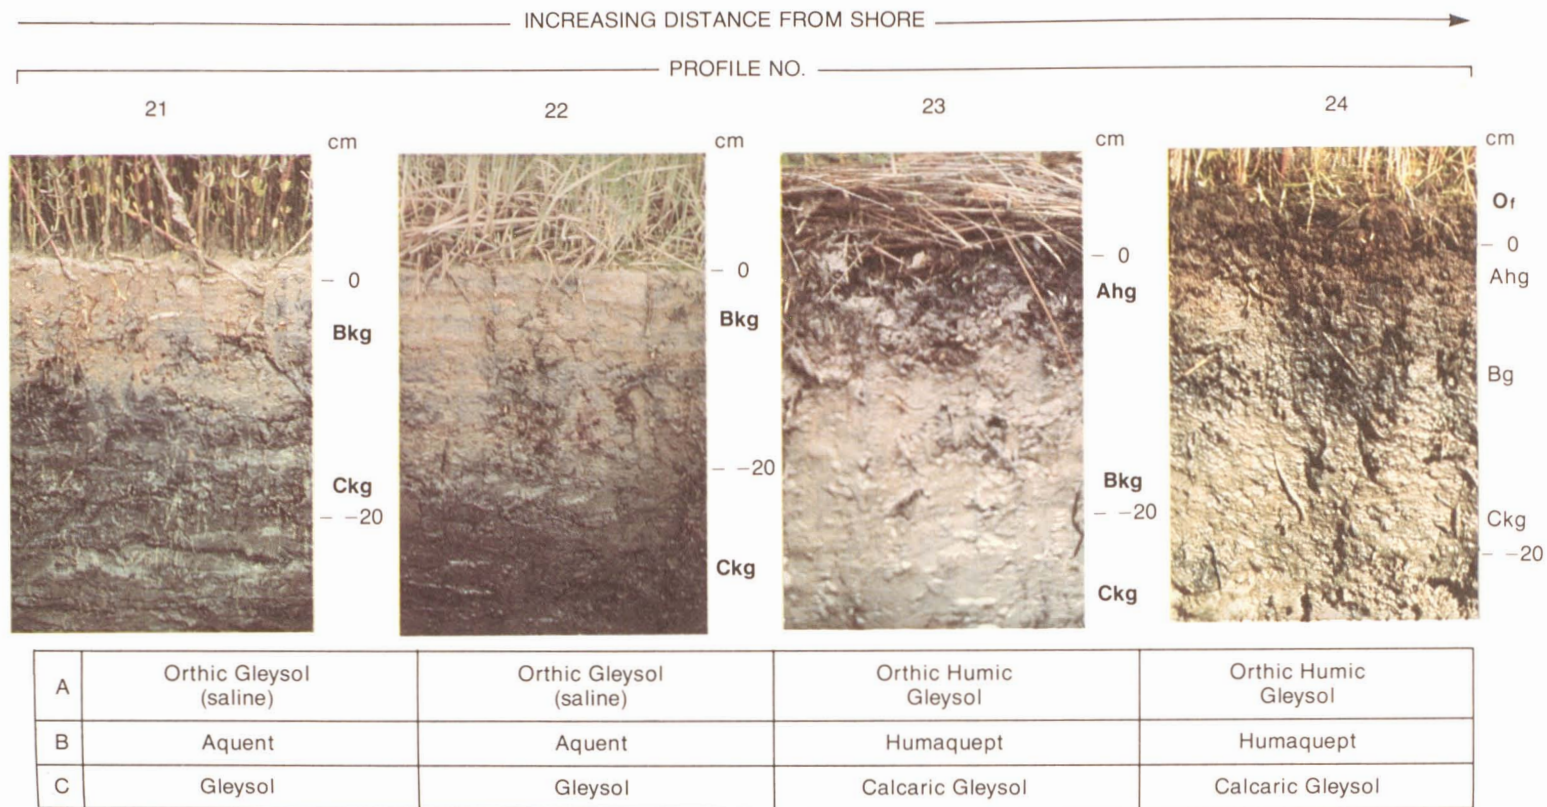 INCREASING DISTANCE FROM SHORE
PROFILE NO.
21
22
23
24
cm
cm
cm
cm
– 0
Bkg
Ckg
– –20
– 0
Bkg
– –20
Ckg
– 0
Ahg
Bkg
– –20
Ckg
Of
– 0
Ahg
Bg
Ckg
– –20
A
Orthic Gleysol
(saline)
Orthic Gleysol
(saline)
Orthic Humic
Gleysol
Orthic Humic
Gleysol
B
Aquent
Aquent
Humaquept
Humaquept
C
Gleysol
Gleysol
Calcaric Gleysol
Calcaric Gleysol